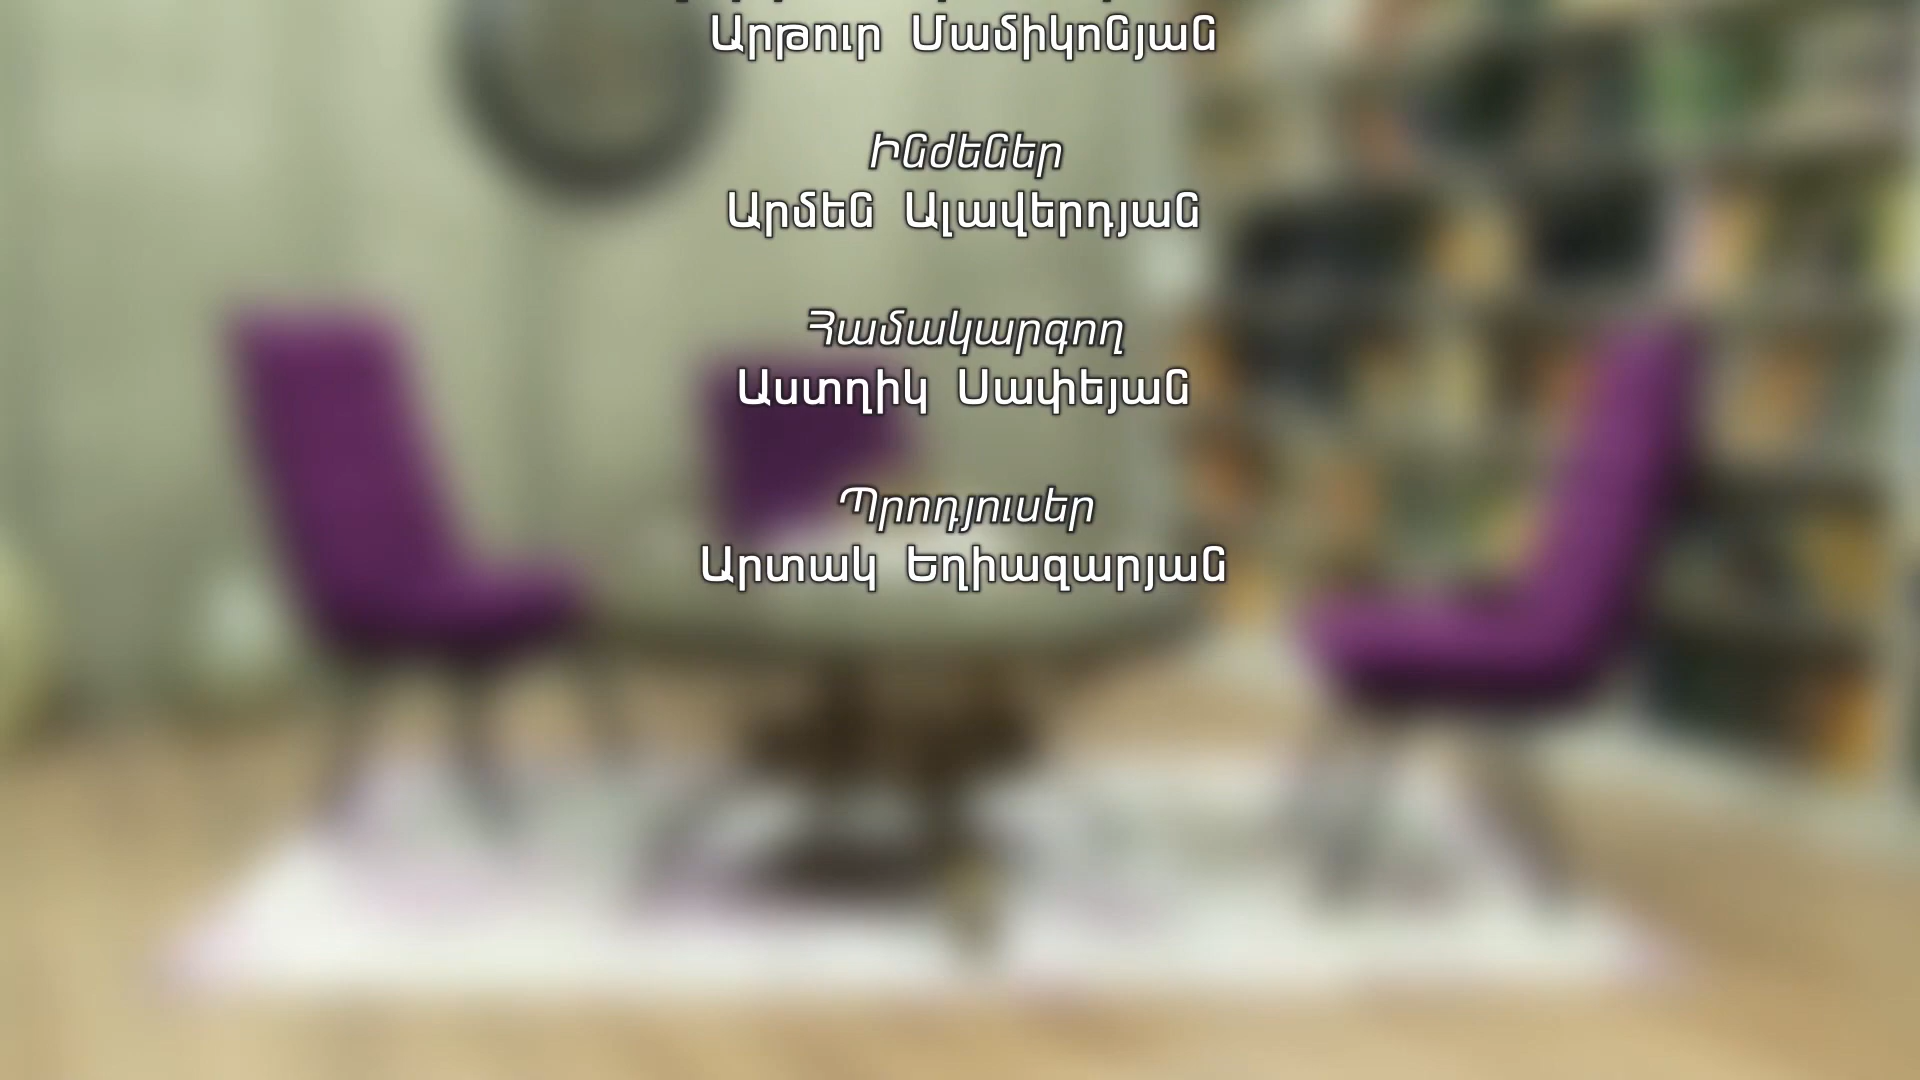 Արթուր Մամիկոնյան
Ինժեներ
Արմեն Ալավերդյան
Համակարգող
Աստղիկ Սափեյան
Պրոդյուսեր
Արտակ Եղիազարյան